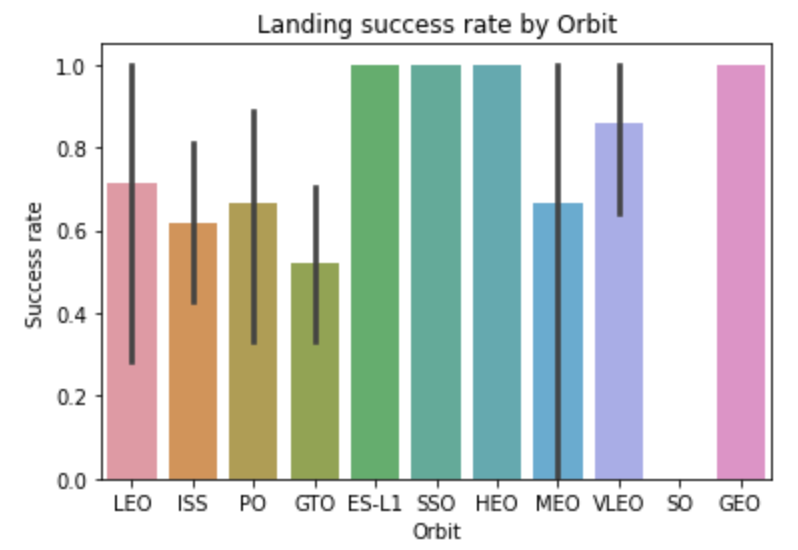 Landing success rate by Orbit
Success rate
1.0
0.8
0.6
0.4
0.2
0.0
LEO ISS PO GTO ES-L1 SSO HEO MEO VLEO SO GEO
Orbit